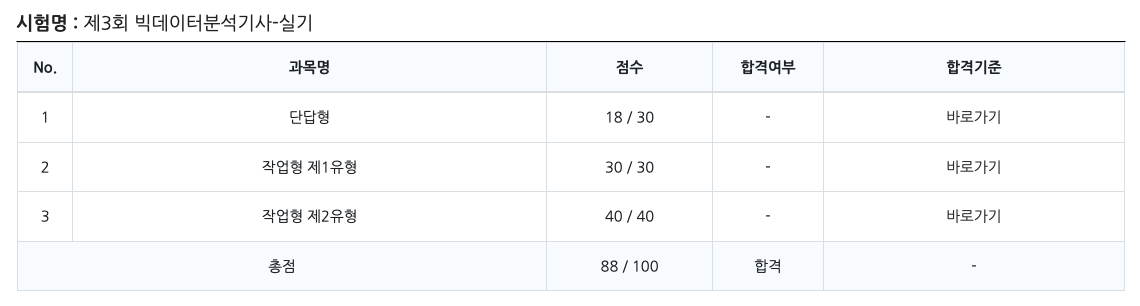 시험명 : 제3회 빅데이터분석기사-실기
No. 과목명 점수 합격여부 합격기준
1 단답형 18 / 30 - 바로가기
2 작업형 제1유형 30 / 30 - 바로가기
3 작업형 제2유형 40 / 40 - 바로가기
총점 88 / 100 합격 -